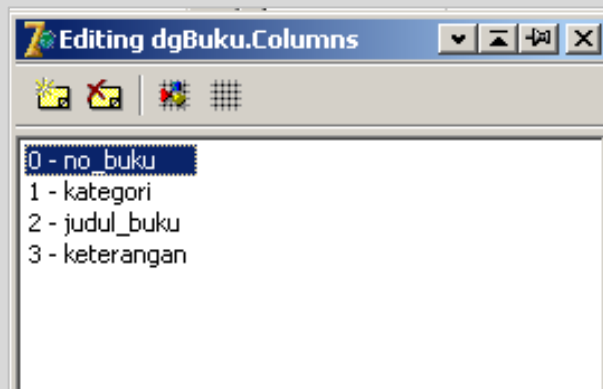 Editing dgBuku.Columns
0 - no_buku
1 - kategori
2 - judul_buku
3 - keterangan